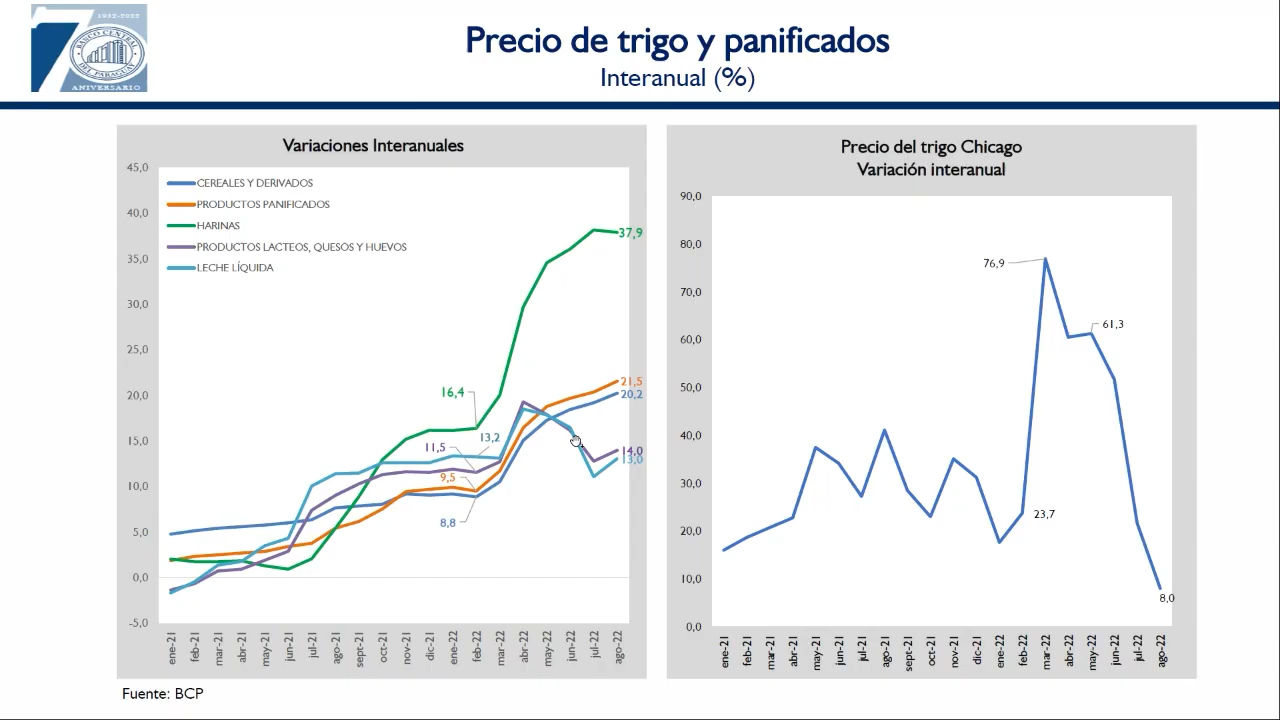 1952-2022
BANCO CENTRAL
DEL PARAGUAY
ANIVERSARIO
Precio de trigo y panificados
Interanual (%)
Variaciones Interanuales
45,0
40,0
35,0
30,0
25,0
20,0
15,0
10,0
5,0
0,0
-5,0
CEREALES Y DERIVADOS
PRODUCTOS PANIFICADOS
HARINAS
PRODUCTOS LACTEOS, QUESOS Y HUEVOS
LECHE LÍQUIDA
37,9
16,4
21,5
20,2
13,2
11,5
14,0
13,0
9,5
8,8
ene-21
feb-21
mar-21
abr-21
may-21
jun-21
jul-21
ago-21
sept-21
oct-21
nov-21
dic-21
ene-22
feb-22
mar-22
abr-22
may-22
jun-22
jul-22
ago-22
Precio del trigo Chicago
Variación interanual
90,0
80,0
70,0
60,0
50,0
40,0
30,0
20,0
10,0
0,0
76,9
61,3
23,7
8,0
ene-21
feb-21
mar-21
abr-21
may-21
jun-21
jul-21
ago-21
sept-21
oct-21
nov-21
dic-21
ene-22
feb-22
mar-22
abr-22
may-22
jun-22
jul-22
ago-22
Fuente: BCP